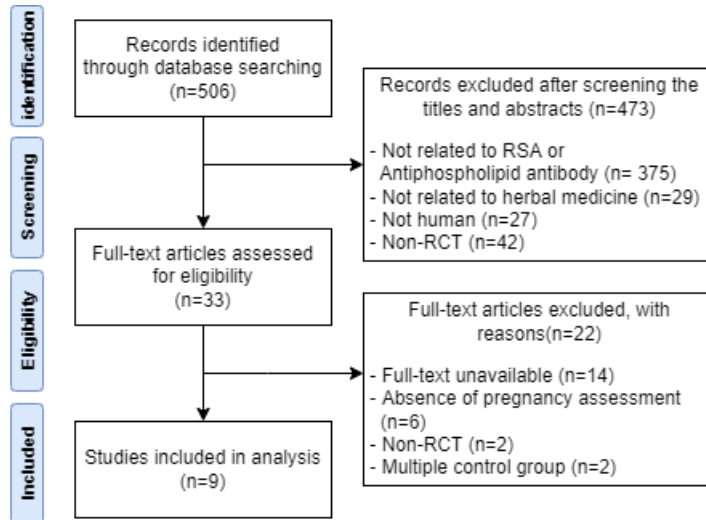 identification
Records identified
through database searching
(n=506)
Records excluded after screening the
titles and abstracts (n=473)
- Not related to RSA or
Antiphospholipid antibody (n= 375)
- Not related to herbal medicine (n=29)
- Not human (n=27)
- Non-RCT (n=42)
Screening
Full-text articles assessed
for eligibility
(n=33)
Eligibility
Full-text articles excluded, with
reasons(n=22)
- Full-text unavailable (n=14)
- Absence of pregnancy assessment
(n=6)
- Non-RCT (n=2)
- Multiple control group (n=2)
Included
Studies included in analysis
(n=9)